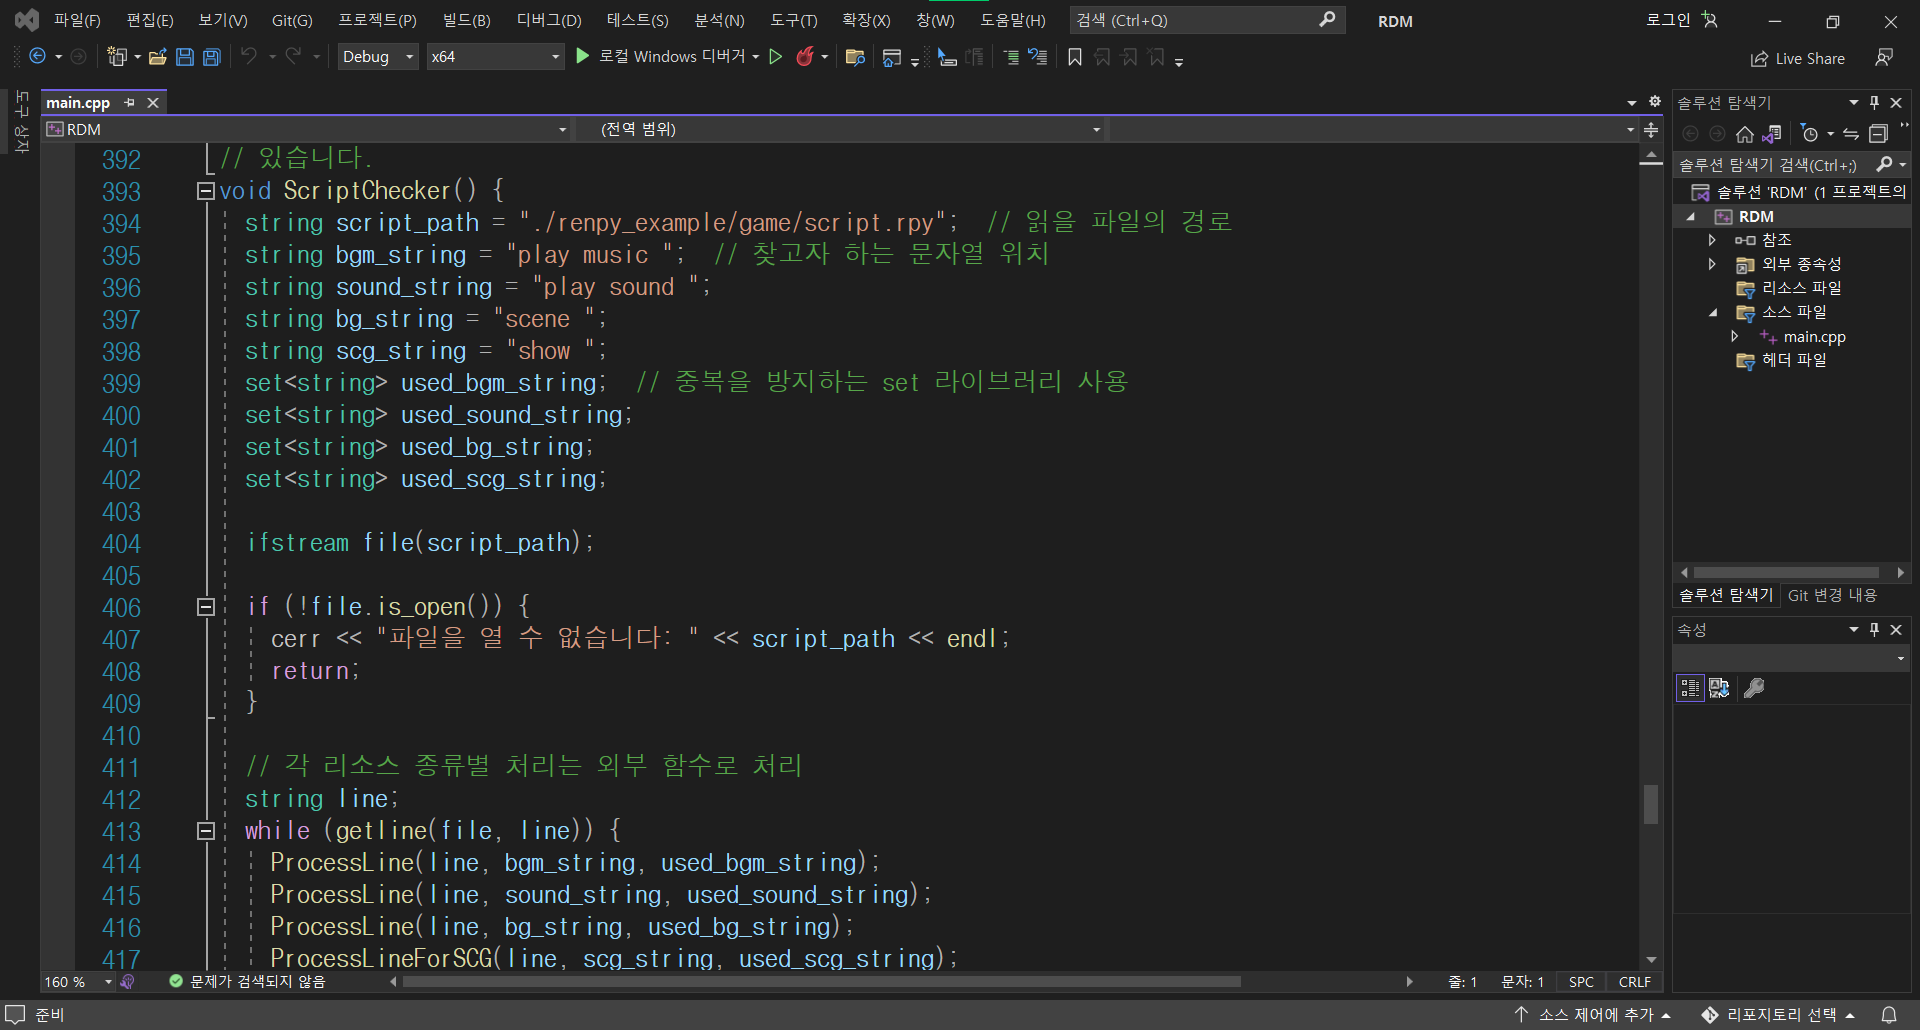 파일(F) 편집(E) 보기(V) Git(G) 프로젝트(P) 빌드(B) 디버그(D) 테스트(S) 분석(N) 도구(T) 확장(X) 창(W) 도움말(H) 검색 (Ctrl+Q) RDM 로그인
Debug x64 로컬 Windows 디버거 Live Share
도구 상자
main.cpp
RDM (전역 범위)
392 // 있습니다.
393 void ScriptChecker() {
394 string script_path = "./renpy_example/game/script.rpy"; // 읽을 파일의 경로
395 string bgm_string = "play music "; // 찾고자 하는 문자열 위치
396 string sound_string = "play sound ";
397 string bg_string = "scene ";
398 string scg_string = "show ";
399 set<string> used_bgm_string; // 중복을 방지하는 set 라이브러리 사용
400 set<string> used_sound_string;
401 set<string> used_bg_string;
402 set<string> used_scg_string;
403
404 ifstream file(script_path);
405
406 if (!file.is_open()) {
407 cerr << "파일을 열 수 없습니다: " << script_path << endl;
408 return;
409 }
410
411 // 각 리소스 종류별 처리는 외부 함수로 처리
412 string line;
413 while (getline(file, line)) {
414 ProcessLine(line, bgm_string, used_bgm_string);
415 ProcessLine(line, sound_string, used_sound_string);
416 ProcessLine(line, bg_string, used_bg_string);
417 ProcessLineForSCG(line, scg_string, used_scg_string);
160 % 문제가 검색되지 않음 줄: 1 문자: 1 SPC CRLF
솔루션 탐색기
솔루션 탐색기 검색(Ctrl+;)
솔루션 'RDM' (1 프로젝트의
RDM
참조
외부 종속성
리소스 파일
소스 파일
main.cpp
헤더 파일
솔루션 탐색기 Git 변경 내용
속성
준비 소스 제어에 추가 리포지토리 선택